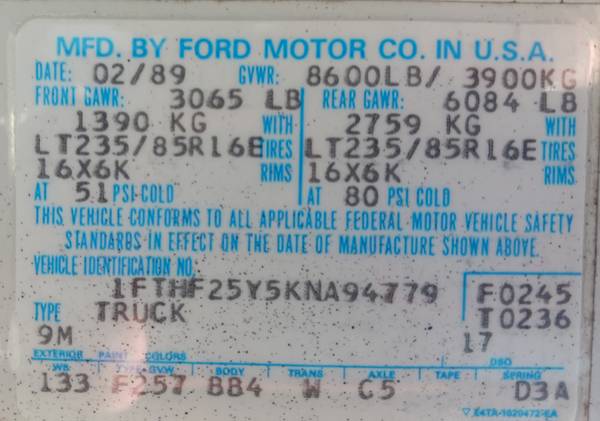 MFD. BY FORD MOTOR CO. IN U.S.A.
DATE: 02/89 GVWR: 8600LB/ 3900KG
FRONT GAWR: 3065 LB REAR GAWR: 6084 LB
1390 KG WITH 2759 KG WITH
LT235/85R16E TIRES LT235/85R16E TIRES
16X6K RIMS 16X6K RIMS
AT 51 PSI COLD AT 80 PSI COLD
THIS VEHICLE CONFORMS TO ALL APPLICABLE FEDERAL MOTOR VEHICLE SAFETY
STANDARDS IN EFFECT ON THE DATE OF MANUFACTURE SHOWN ABOVE.
VEHICLE IDENTIFICATION NO.
1FTHF25Y5KNA94779 F0245
TYPE TRUCK T0236
9M 17
EXTERIOR PAINT COLORS DSO
WB TYPE-GVW BODY TRANS AXLE TAPE SPRING
133 F257 BB4 W C5 D3A